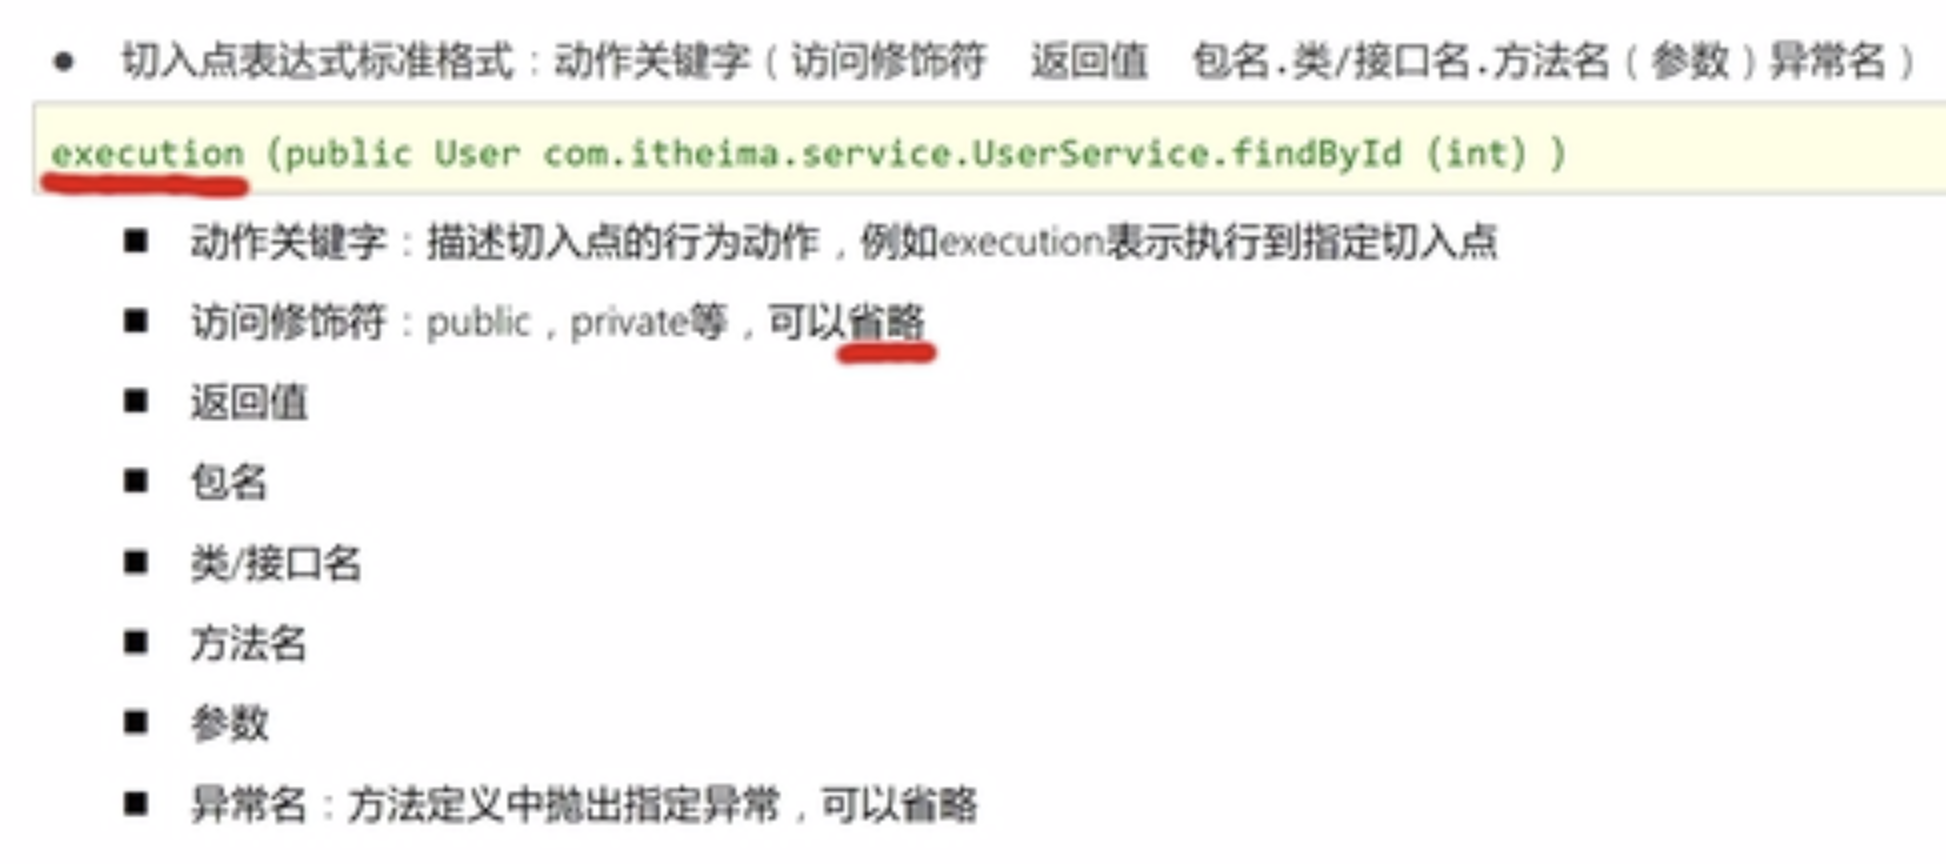 ● 切入点表达式标准格式：动作关键字（访问修饰符 返回值 包名.类/接口名.方法名（参数）异常名）
execution (public User com.itheima.service.UserService.findById (int) )
■ 动作关键字：描述切入点的行为动作，例如execution表示执行到指定切入点
■ 访问修饰符：public，private等，可以省略
■ 返回值
■ 包名
■ 类/接口名
■ 方法名
■ 参数
■ 异常名：方法定义中抛出指定异常，可以省略